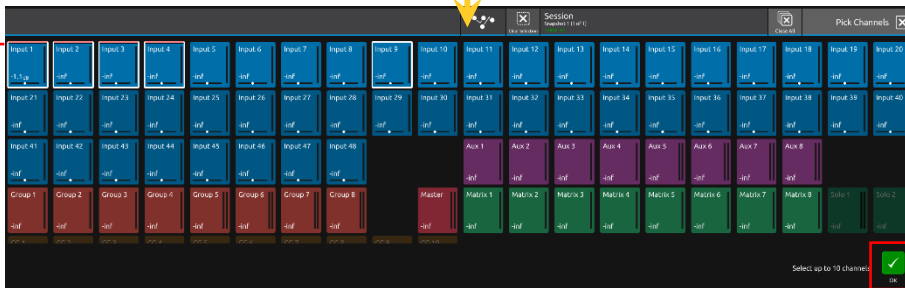 Session
Snapshot 1 (1 of 1)
Close All
Pick Channels
Input 1 Input 2 Input 3 Input 4 Input 5 Input 6 Input 7 Input 8 Input 9 Input 10 Input 11 Input 12 Input 13 Input 14 Input 15 Input 16 Input 17 Input 18 Input 19 Input 20
-1.1 -inf -inf -inf -inf -inf -inf -inf -inf -inf -inf -inf -inf -inf -inf -inf -inf -inf -inf -inf
Input 21 Input 22 Input 23 Input 24 Input 25 Input 26 Input 27 Input 28 Input 29 Input 30 Input 31 Input 32 Input 33 Input 34 Input 35 Input 36 Input 37 Input 38 Input 39 Input 40
-inf -inf -inf -inf -inf -inf -inf -inf -inf -inf -inf -inf -inf -inf -inf -inf -inf -inf -inf -inf
Input 41 Input 42 Input 43 Input 44 Input 45 Input 46 Input 47 Input 48 Aux 1 Aux 2 Aux 3 Aux 4 Aux 5 Aux 6 Aux 7 Aux 8
-inf -inf -inf -inf -inf -inf -inf -inf -inf -inf -inf -inf -inf -inf -inf -inf
Group 1 Group 2 Group 3 Group 4 Group 5 Group 6 Group 7 Group 8 Master Matrix 1 Matrix 2 Matrix 3 Matrix 4 Matrix 5 Matrix 6 Matrix 7 Matrix 8 Solo 1 Solo 2
-inf -inf -inf -inf -inf -inf -inf -inf -inf -inf -inf -inf -inf -inf -inf -inf -inf -inf -inf
Select up to 10 channels
OK